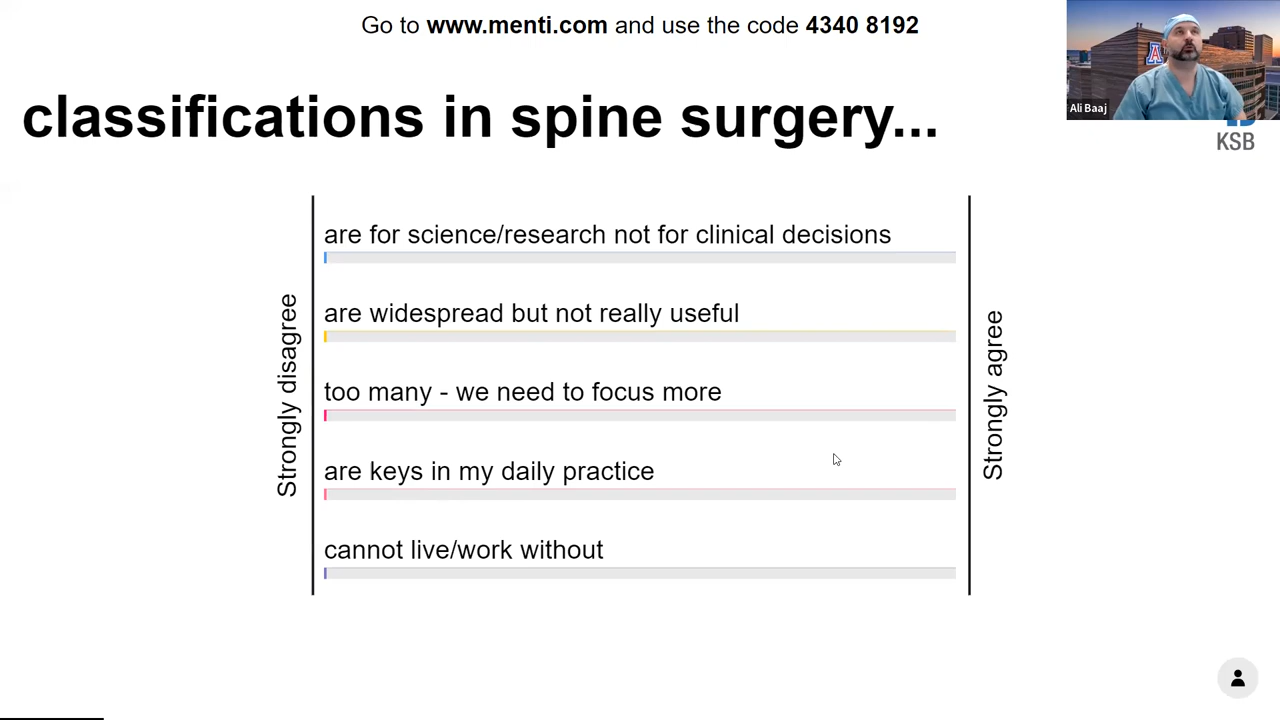 Go to www.menti.com and use the code 4340 8192
Ali Baaj
KSB
classifications in spine surgery...
Strongly disagree
are for science/research not for clinical decisions
are widespread but not really useful
too many - we need to focus more
are keys in my daily practice
cannot live/work without
Strongly agree
A